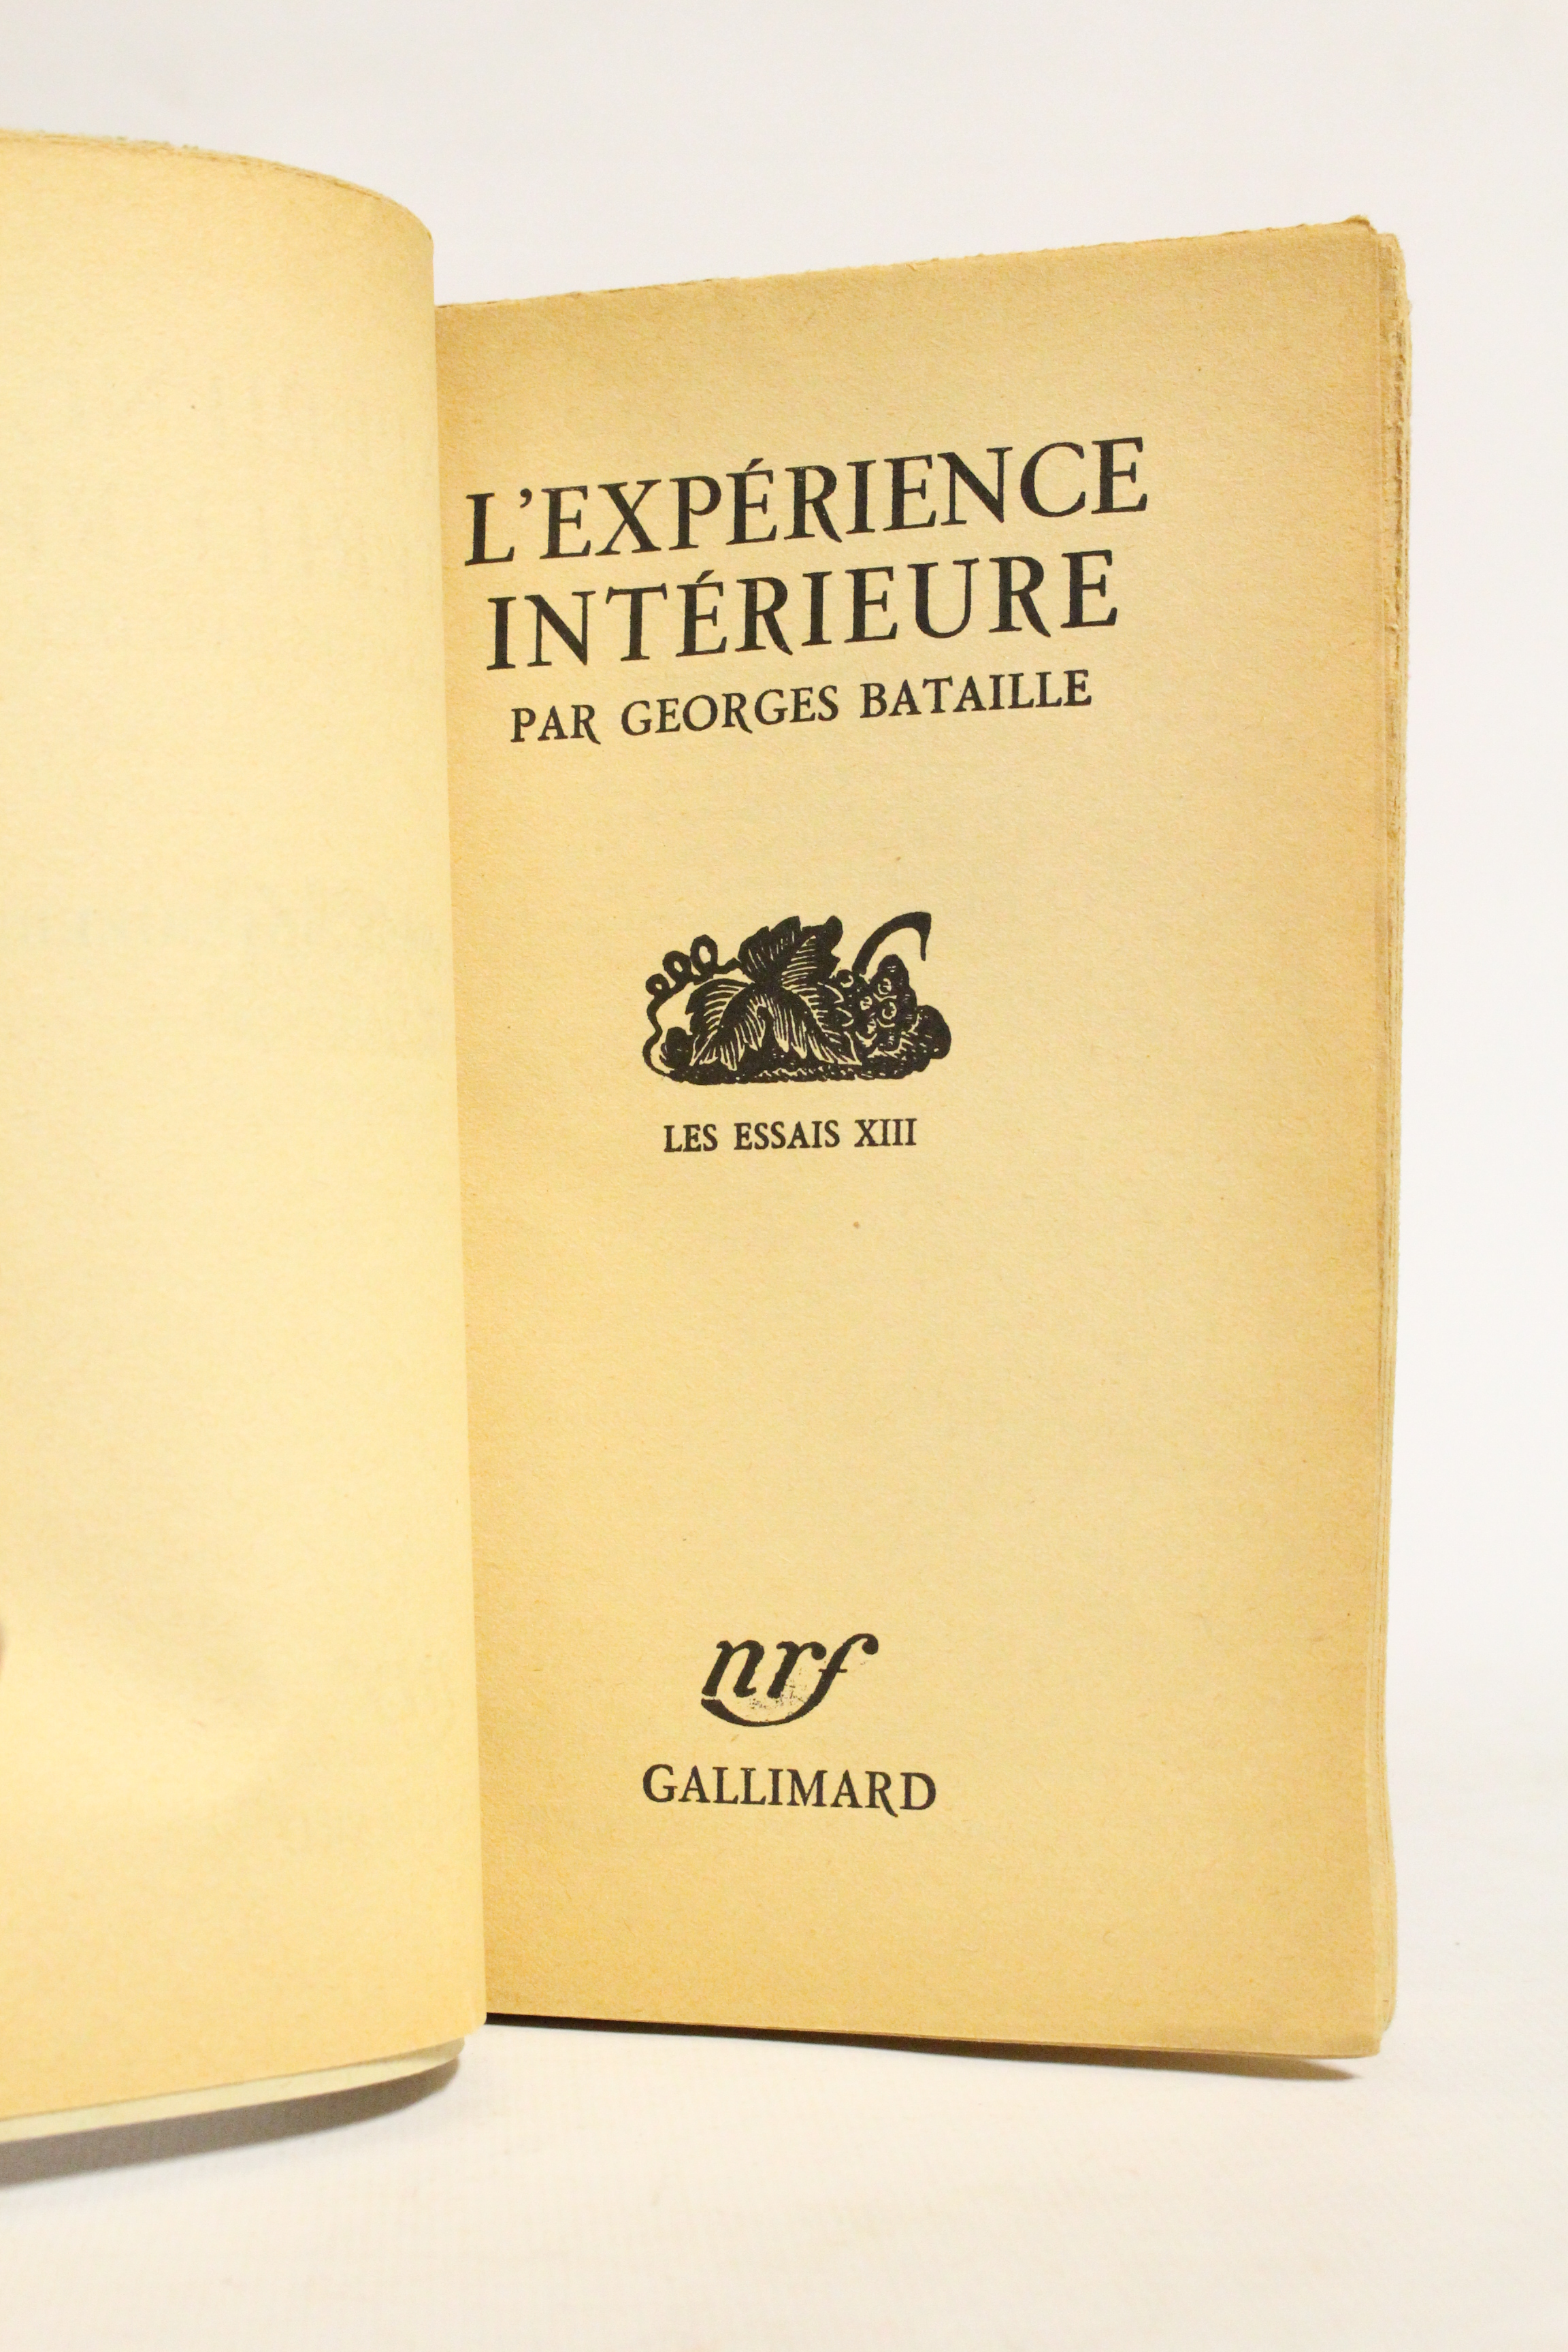 L'EXPÉRIENCE
INTÉRIEURE
PAR GEORGES BATAILLE
LES ESSAIS XIII
nrf
GALLIMARD